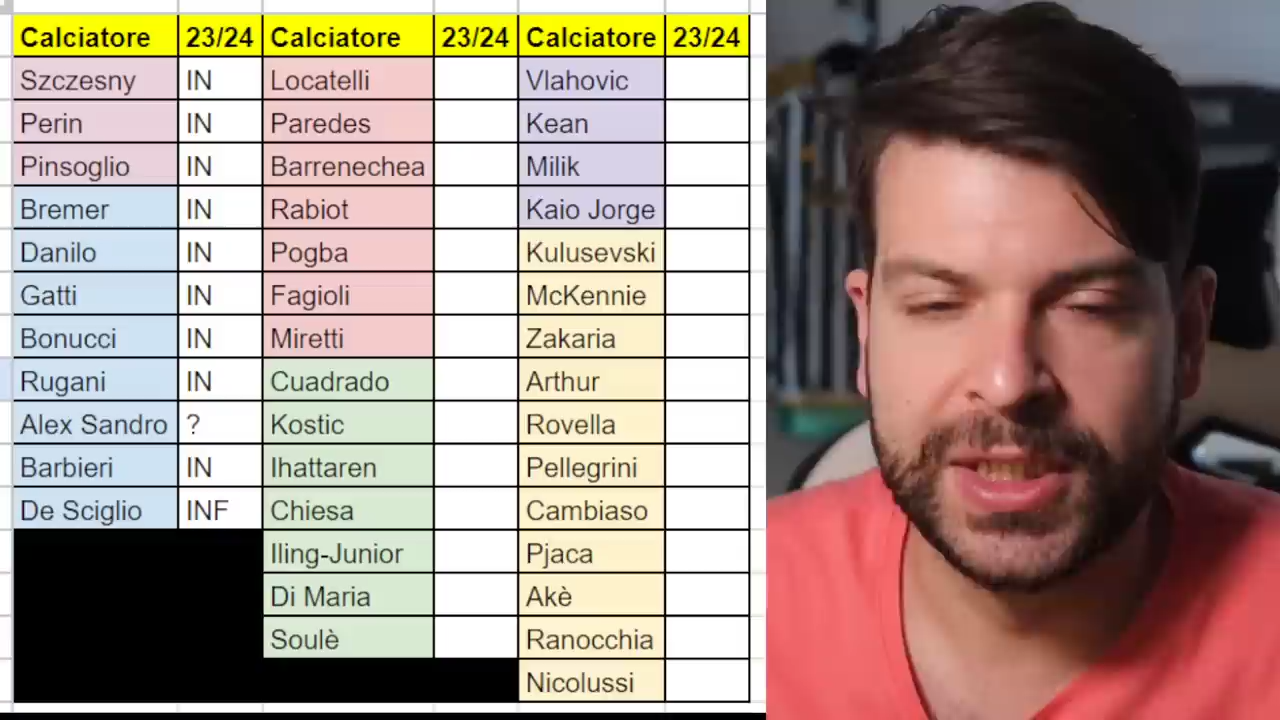 Calciatore 23/24 Calciatore 23/24 Calciatore 23/24
Szczesny IN Locatelli Vlahovic
Perin IN Paredes Kean
Pinsoglio IN Barrenechea Milik
Bremer IN Rabiot Kaio Jorge
Danilo IN Pogba Kulusevski
Gatti IN Fagioli McKennie
Bonucci IN Miretti Zakaria
Rugani IN Cuadrado Arthur
Alex Sandro ? Kostic Rovella
Barbieri IN Ihattaren Pellegrini
De Sciglio INF Chiesa Cambiaso
Iling-Junior Pjaca
Di Maria Akè
Soulè Ranocchia
Nicolussi